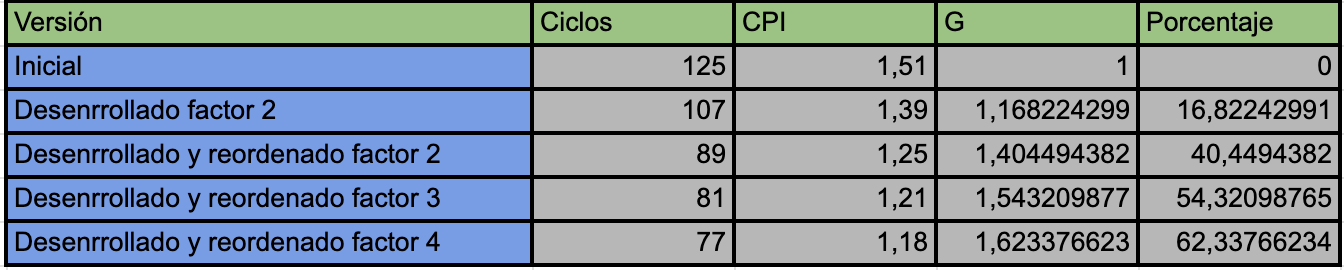 Versión Ciclos CPI G Porcentaje
Inicial 125 1,51 1 0
Desenrrollado factor 2 107 1,39 1,168224299 16,82242991
Desenrrollado y reordenado factor 2 89 1,25 1,404494382 40,4494382
Desenrrollado y reordenado factor 3 81 1,21 1,543209877 54,32098765
Desenrrollado y reordenado factor 4 77 1,18 1,623376623 62,33766234